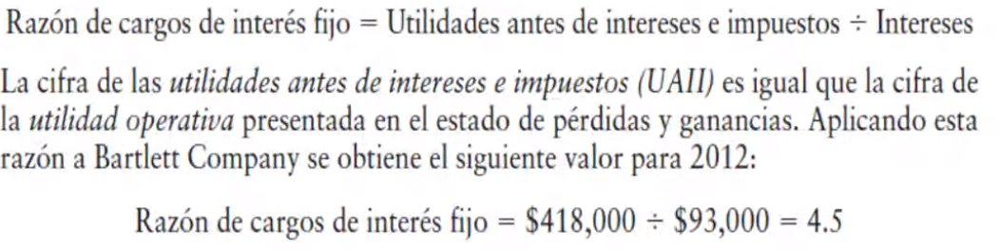 Razón de cargos de interés fijo = Utilidades antes de intereses e impuestos ÷ Intereses
La cifra de las utilidades antes de intereses e impuestos (UAII) es igual que la cifra de
la utilidad operativa presentada en el estado de pérdidas y ganancias. Aplicando esta
razón a Bartlett Company se obtiene el siguiente valor para 2012:
Razón de cargos de interés fijo = $418,000 ÷ $93,000 = 4.5